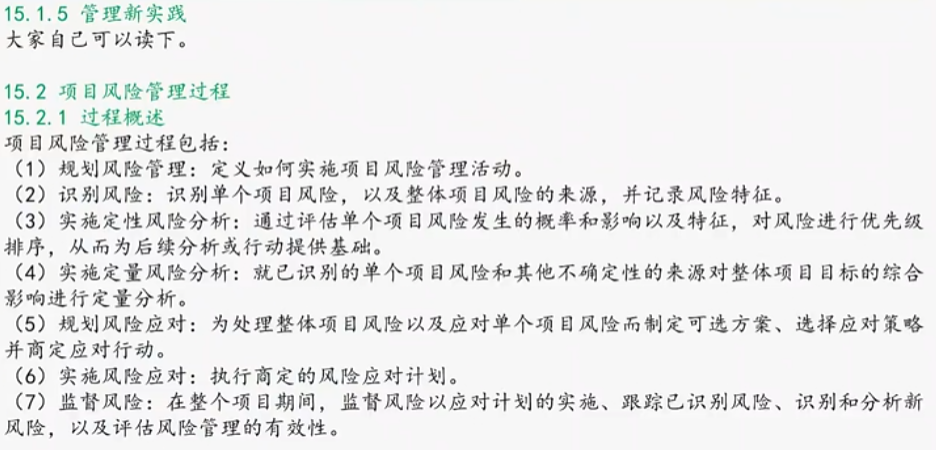 15.1.5 管理新实践
大家自己可以读下。
15.2 项目风险管理过程
15.2.1 过程概述
项目风险管理过程包括：
（1）规划风险管理：定义如何实施项目风险管理活动。
（2）识别风险：识别单个项目风险，以及整体项目风险的来源，并记录风险特征。
（3）实施定性风险分析：通过评估单个项目风险发生的概率和影响以及特征，对风险进行优先级
排序，从而为后续分析或行动提供基础。
（4）实施定量风险分析：就已识别的单个项目风险和其他不确定性的来源对整体项目目标的综合
影响进行定量分析。
（5）规划风险应对：为处理整体项目风险以及应对单个项目风险而制定可选方案、选择应对策略
并商定应对行动。
（6）实施风险应对：执行商定的风险应对计划。
（7）监督风险：在整个项目期间，监督风险以应对计划的实施、跟踪已识别风险、识别和分析新
风险，以及评估风险管理的有效性。